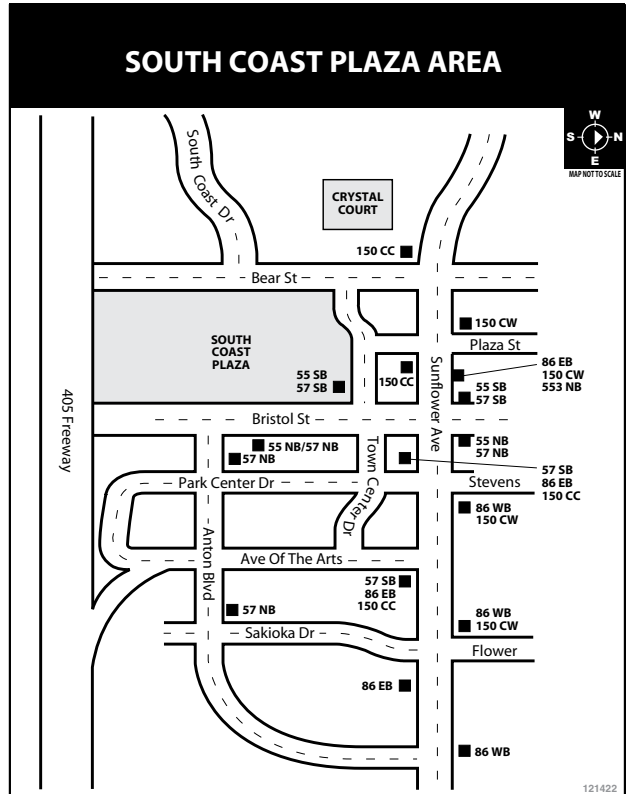 SOUTH COAST PLAZA AREA
W
S
N
E
MAP NOT TO SCALE
South Coast Dr
CRYSTAL
COURT
150 CC
Bear St
150 CW
Plaza St
SOUTH
COAST
PLAZA
86 EB
150 CW
553 NB
150 CC
55 SB
57 SB
55 SB
57 SB
Sunflower Ave
405 Freeway
Bristol St
55 NB/57 NB
57 NB
55 NB
57 NB
57 SB
86 EB
150 CC
Park Center Dr
Town Center Dr
Stevens
86 WB
150 CW
Anton Blvd
Ave Of The Arts
57 SB
86 EB
150 CC
57 NB
86 WB
150 CW
Sakioka Dr
Flower
86 EB
86 WB
121422